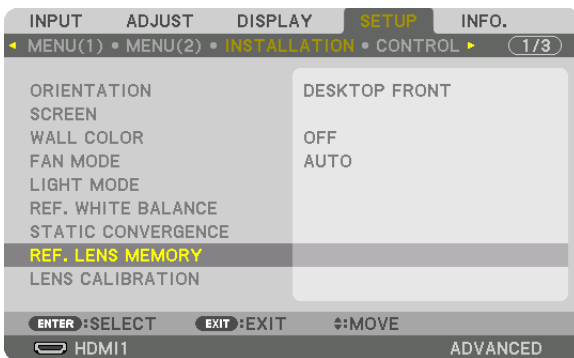 INPUT ADJUST DISPLAY SETUP INFO.
MENU(1) • MENU(2) • INSTALLATION • CONTROL 1/3
ORIENTATION DESKTOP FRONT
SCREEN
WALL COLOR OFF
FAN MODE AUTO
LIGHT MODE
REF. WHITE BALANCE
STATIC CONVERGENCE
REF. LENS MEMORY
LENS CALIBRATION
ENTER :SELECT EXIT :EXIT :MOVE
HDMI1 ADVANCED